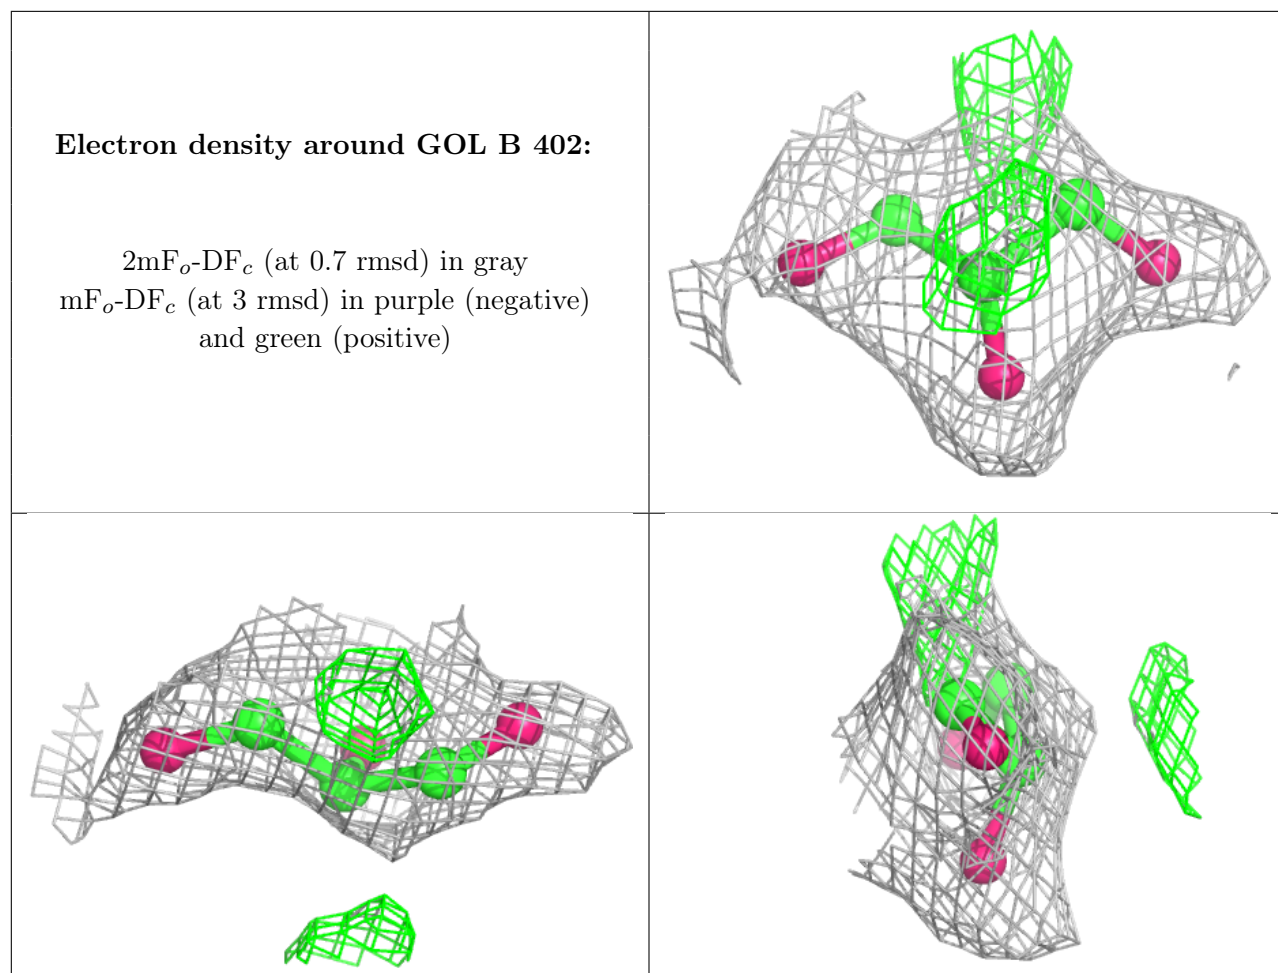 Electron density around GOL B 402:
2mFo-DFc (at 0.7 rmsd) in gray
mFo-DFc (at 3 rmsd) in purple (negative)
and green (positive)